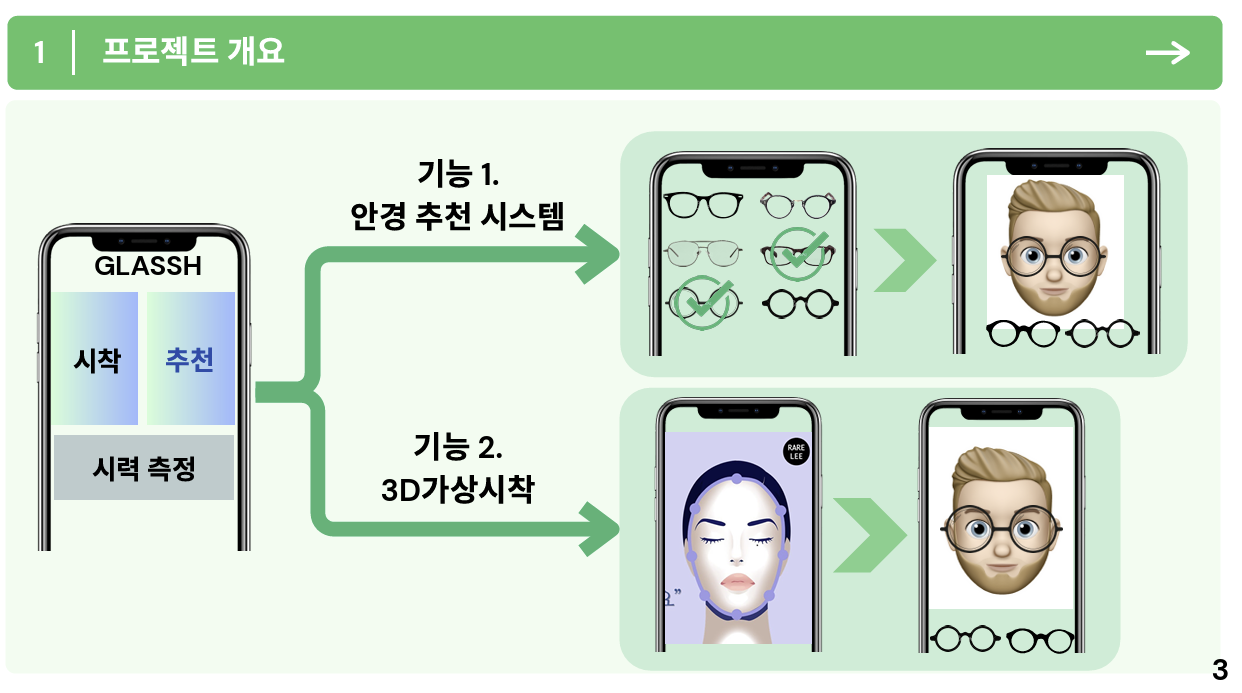 1
프로젝트 개요
기능 1.
안경 추천 시스템
GLASSH
시착
추천
시력 측정
기능 2.
3D가상시착
RARE
LEE
요”
3